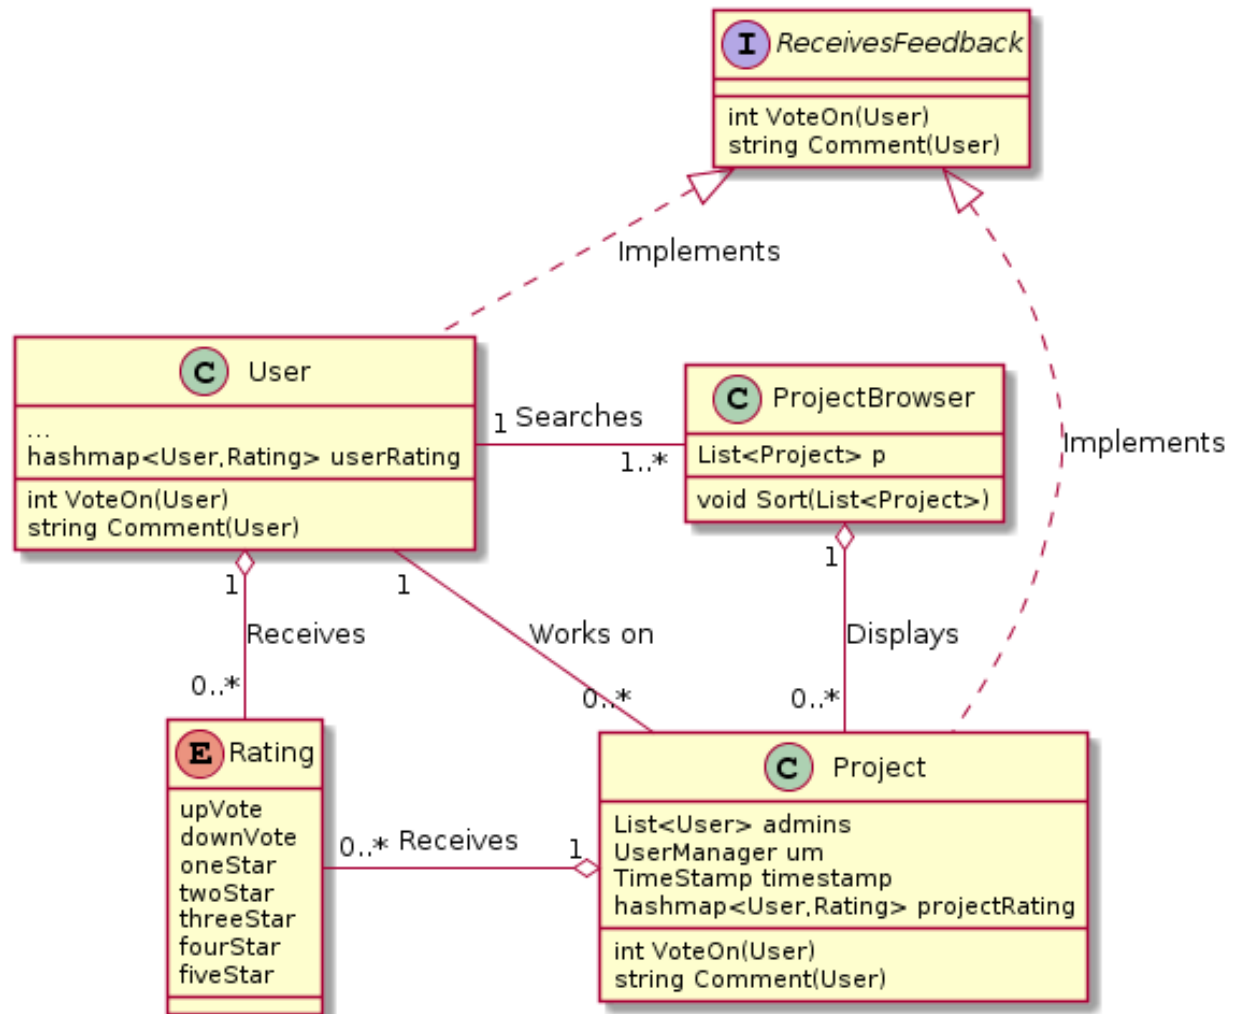 I ReceivesFeedback
int VoteOn(User)
string Comment(User)
Implements
C User
...
hashmap<User,Rating> userRating
int VoteOn(User)
string Comment(User)
1 Searches
1..*
C ProjectBrowser
List<Project> p
void Sort(List<Project>)
Implements
1
Receives
0..*
1
Works on
0..*
1
Displays
0..*
E Rating
upVote
downVote
oneStar
twoStar
threeStar
fourStar
fiveStar
0..* Receives 1
C Project
List<User> admins
UserManager um
TimeStamp timestamp
hashmap<User,Rating> projectRating
int VoteOn(User)
string Comment(User)